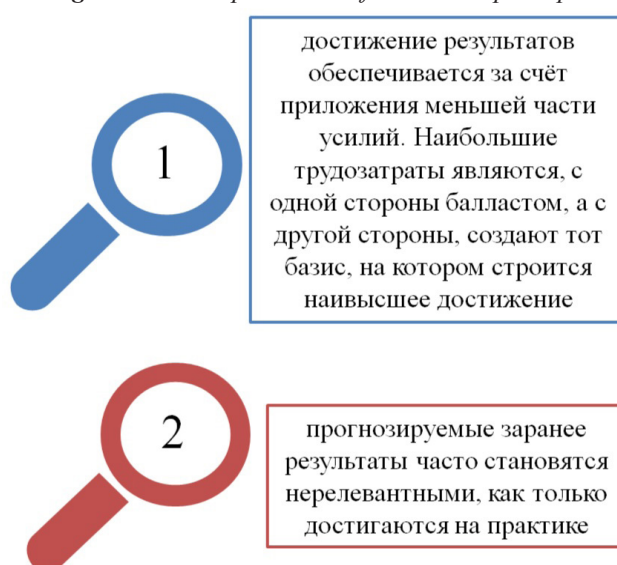 1
достижение результатов
обеспечивается за счёт
приложения меньшей части
усилий. Наибольшие
трудозатраты являются, с
одной стороны балластом, а с
другой стороны, создают тот
базис, на котором строится
наивысшее достижение
2
прогнозируемые заранее
результаты часто становятся
нерелевантными, как только
достигаются на практике